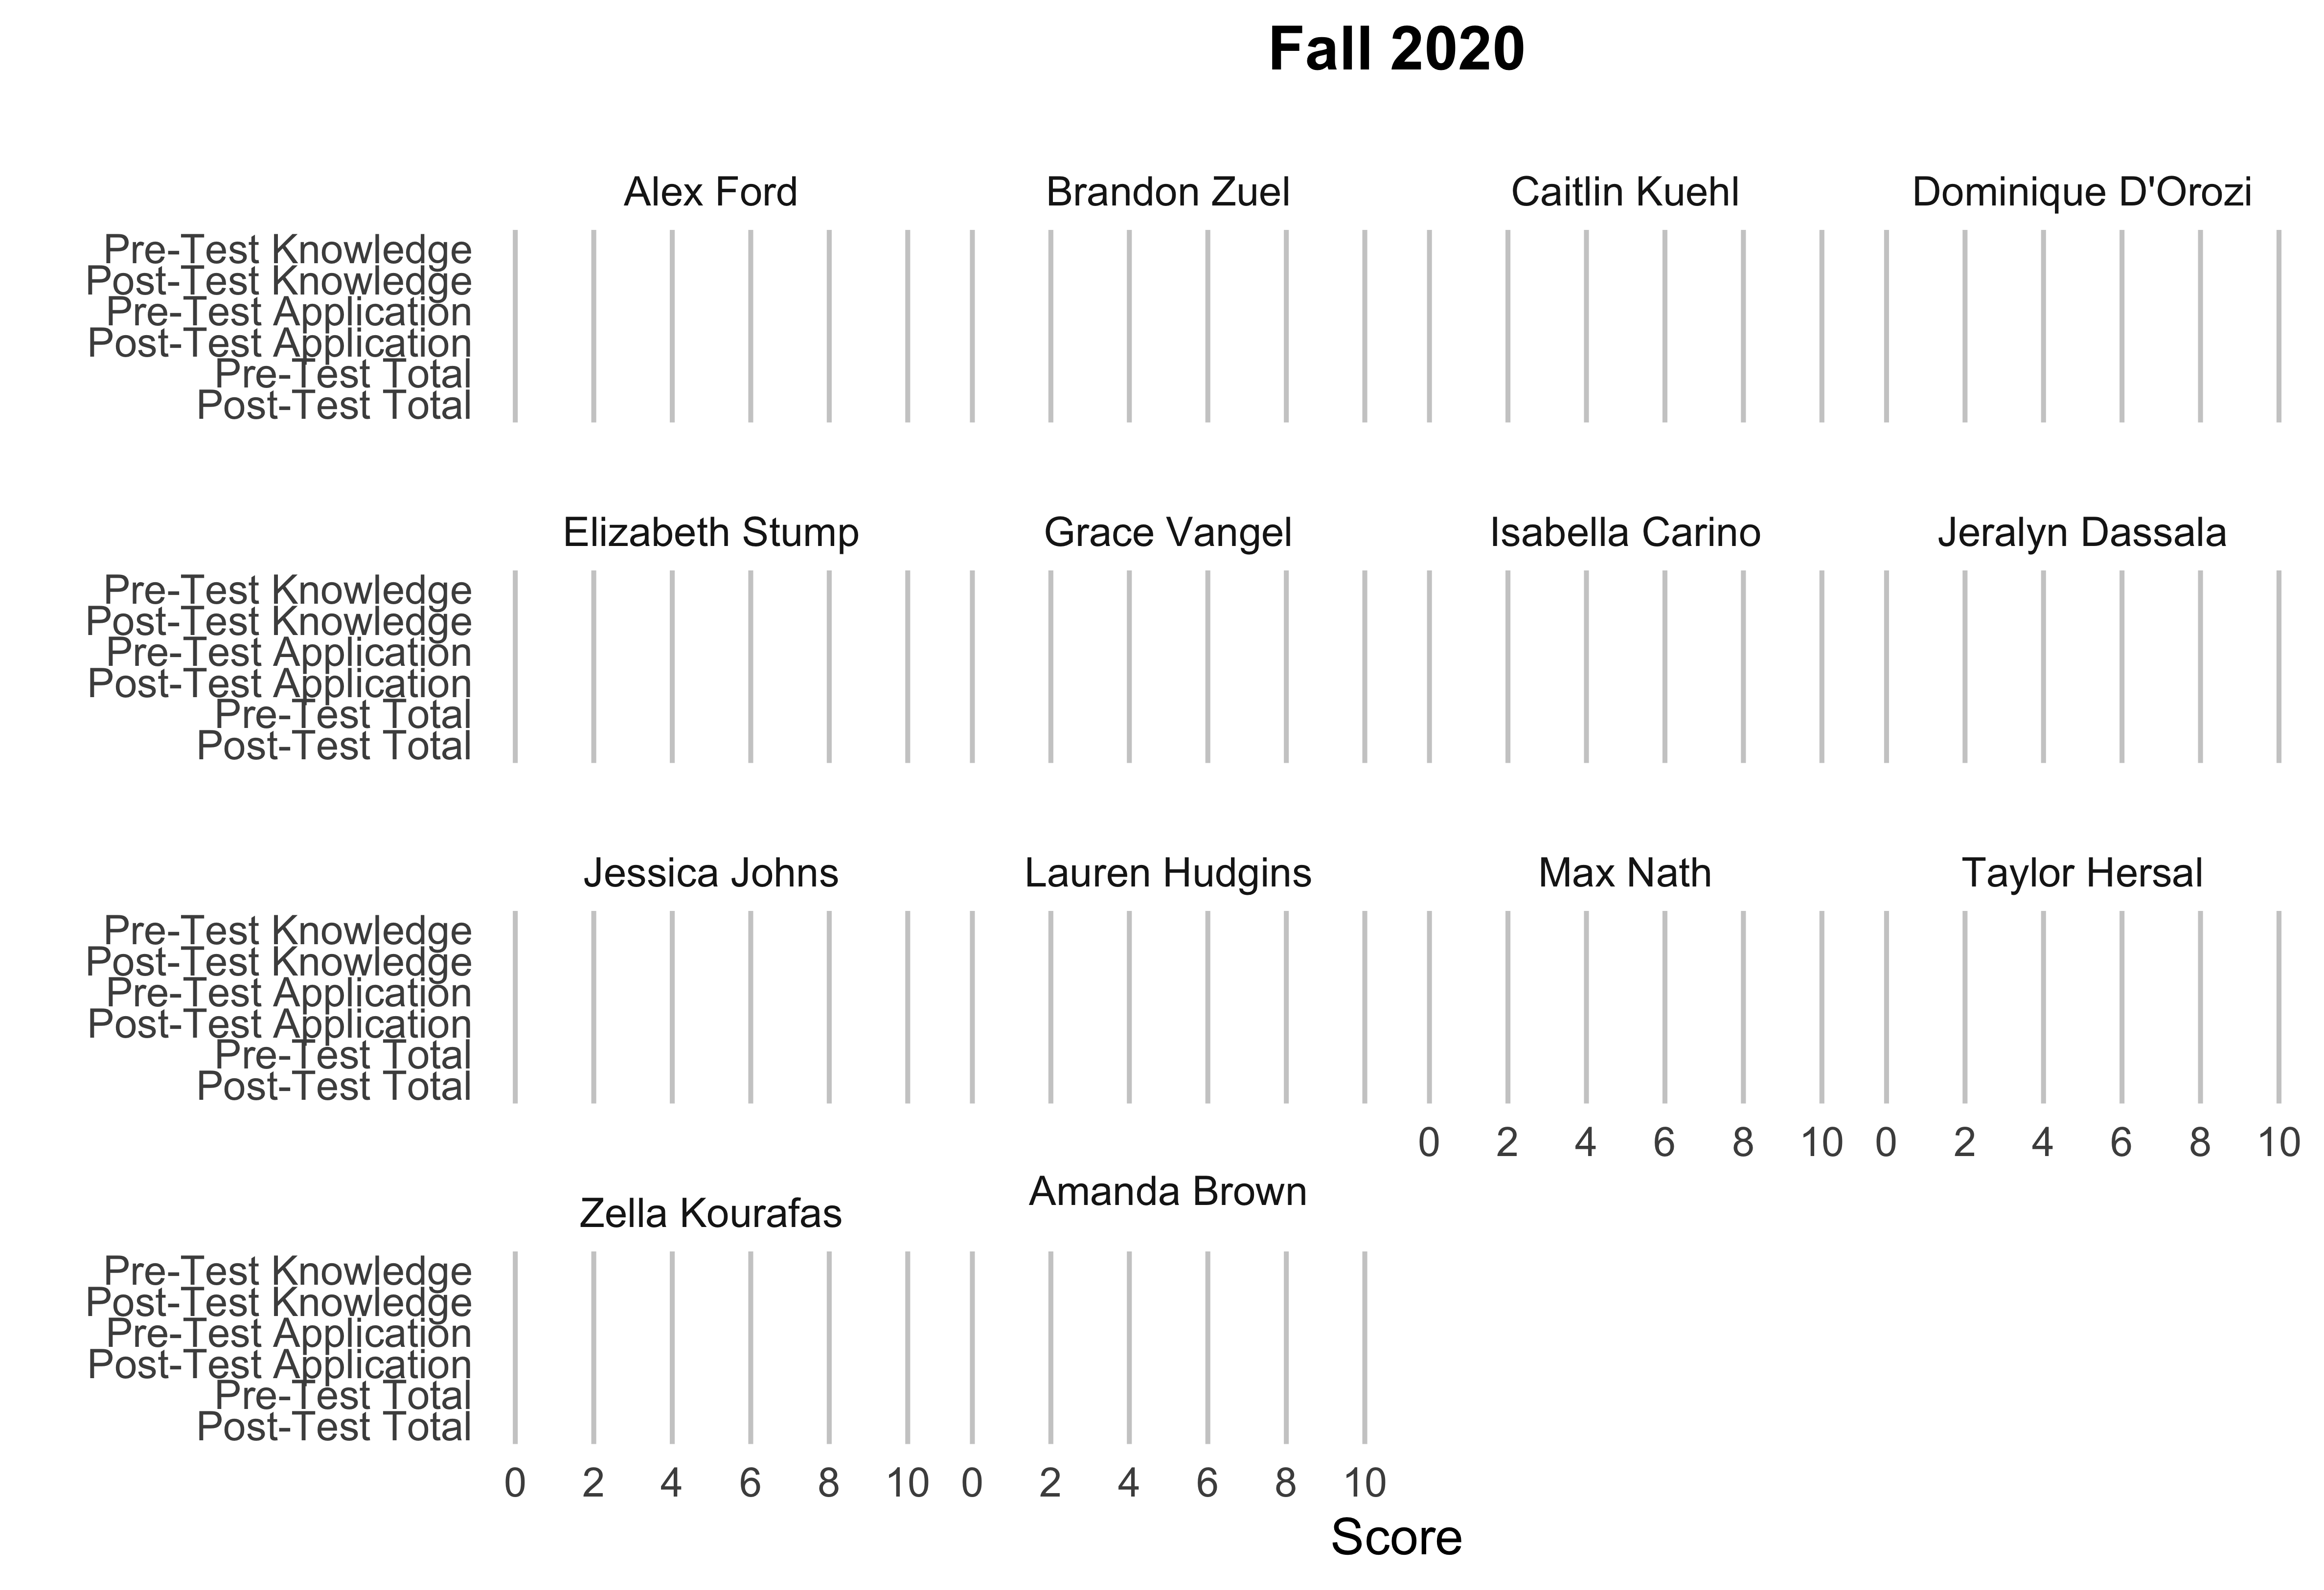 Fall 2020
Alex Ford Brandon Zuel Caitlin Kuehl Dominique D'Orozi
Pre-Test Knowledge
Post-Test Knowledge
Pre-Test Application
Post-Test Application
Pre-Test Total
Post-Test Total
Elizabeth Stump Grace Vangel Isabella Carino Jeralyn Dassala
Pre-Test Knowledge
Post-Test Knowledge
Pre-Test Application
Post-Test Application
Pre-Test Total
Post-Test Total
Jessica Johns Lauren Hudgins Max Nath Taylor Hersal
Pre-Test Knowledge
Post-Test Knowledge
Pre-Test Application
Post-Test Application
Pre-Test Total
Post-Test Total
0 2 4 6 8 10 0 2 4 6 8 10
Zella Kourafas Amanda Brown
Pre-Test Knowledge
Post-Test Knowledge
Pre-Test Application
Post-Test Application
Pre-Test Total
Post-Test Total
0 2 4 6 8 10 0 2 4 6 8 10
Score